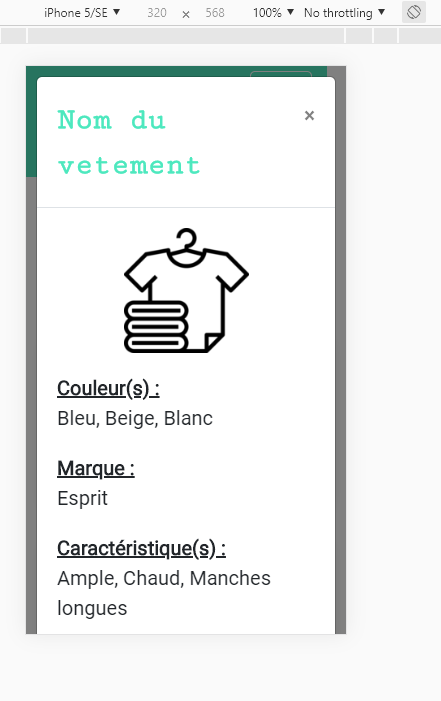 iPhone 5/SE ▼ 320 × 568 100% ▼ No throttling ▼
Nom du
vetement
×
Couleur(s) :
Bleu, Beige, Blanc
Marque :
Esprit
Caractéristique(s) :
Ample, Chaud, Manches
longues